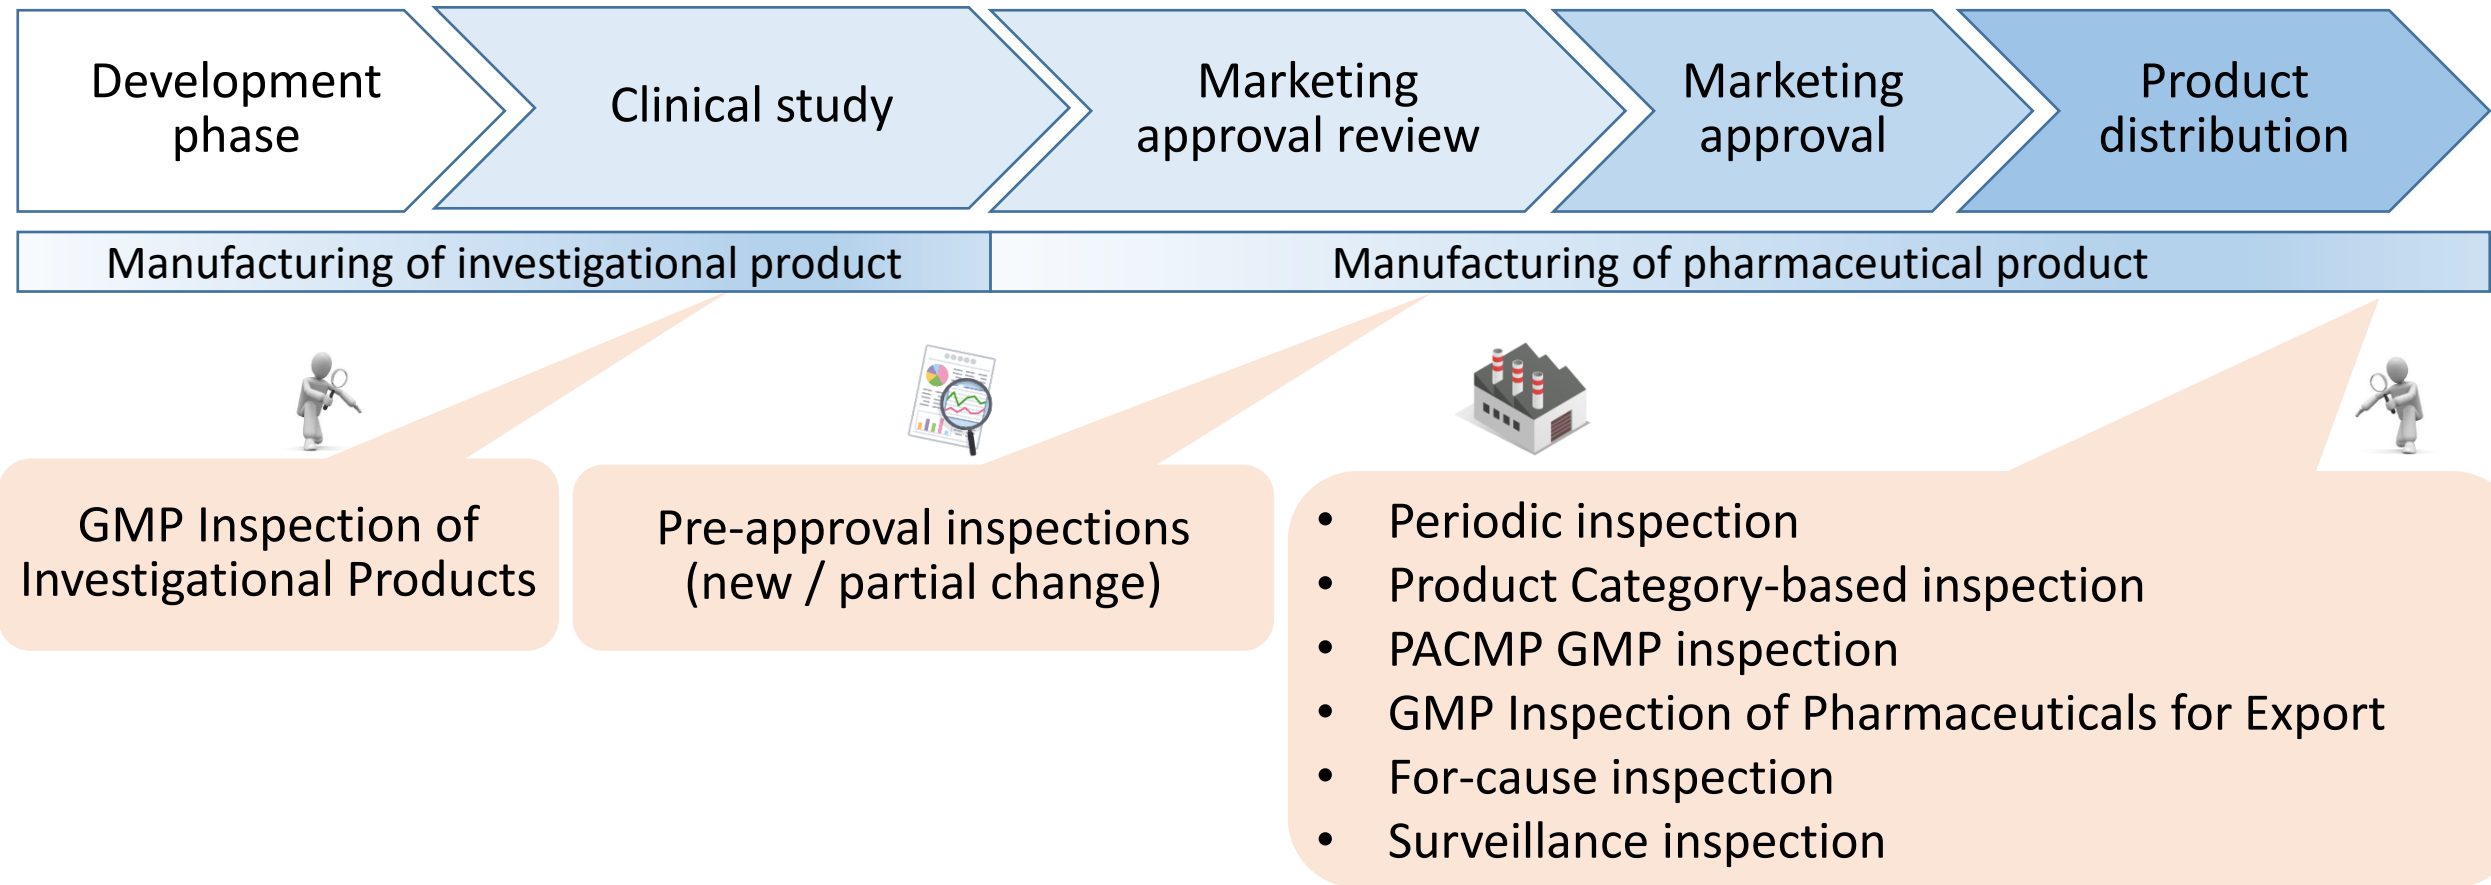 Development
phase
Clinical study
Marketing
approval review
Marketing
approval
Product
distribution
Manufacturing of investigational product
Manufacturing of pharmaceutical product
GMP Inspection of
Investigational Products
Pre-approval inspections
(new / partial change)
• Periodic inspection
• Product Category-based inspection
• PACMP GMP inspection
• GMP Inspection of Pharmaceuticals for Export
• For-cause inspection
• Surveillance inspection